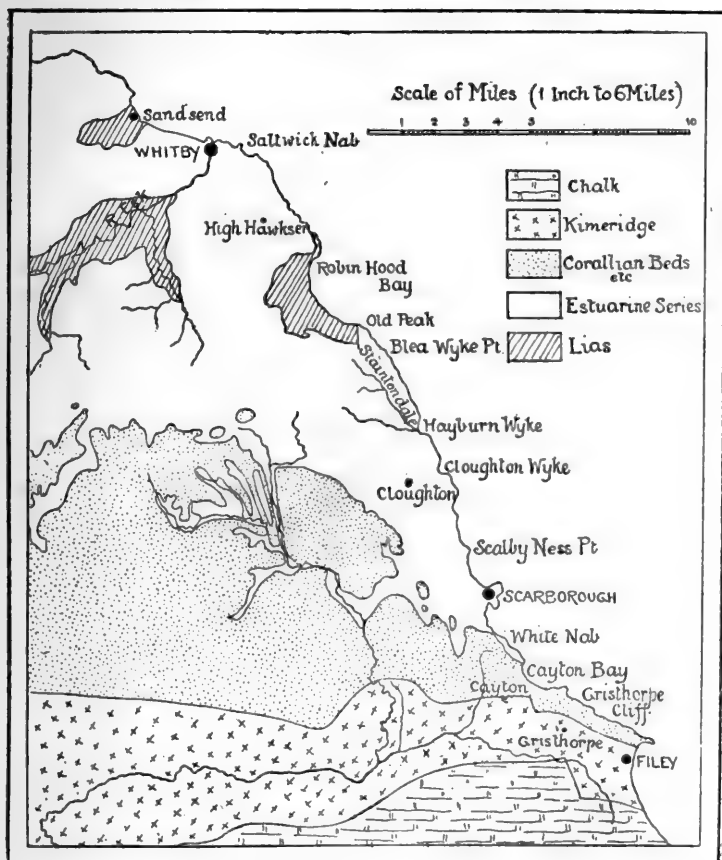 Scale of Miles (1 Inch to 6 Miles)
1 2 3 4 5 10
Sandsend
WHITBY
Saltwick Nab
Chalk
Kimeridge
High Hawkser
Corallian Beds
etc
Robin Hood
Bay
Estuarine Series
Old Peak
Lias
Blea Wyke Pt.
Stauntondale
Hayburn Wyke
Cloughton Wyke
Cloughton
Scalby Ness Pt
SCARBOROUGH
White Nab
Cayton Bay
Cayton
Gristhorpe
Cliff.
Gristhorpe
FILEY